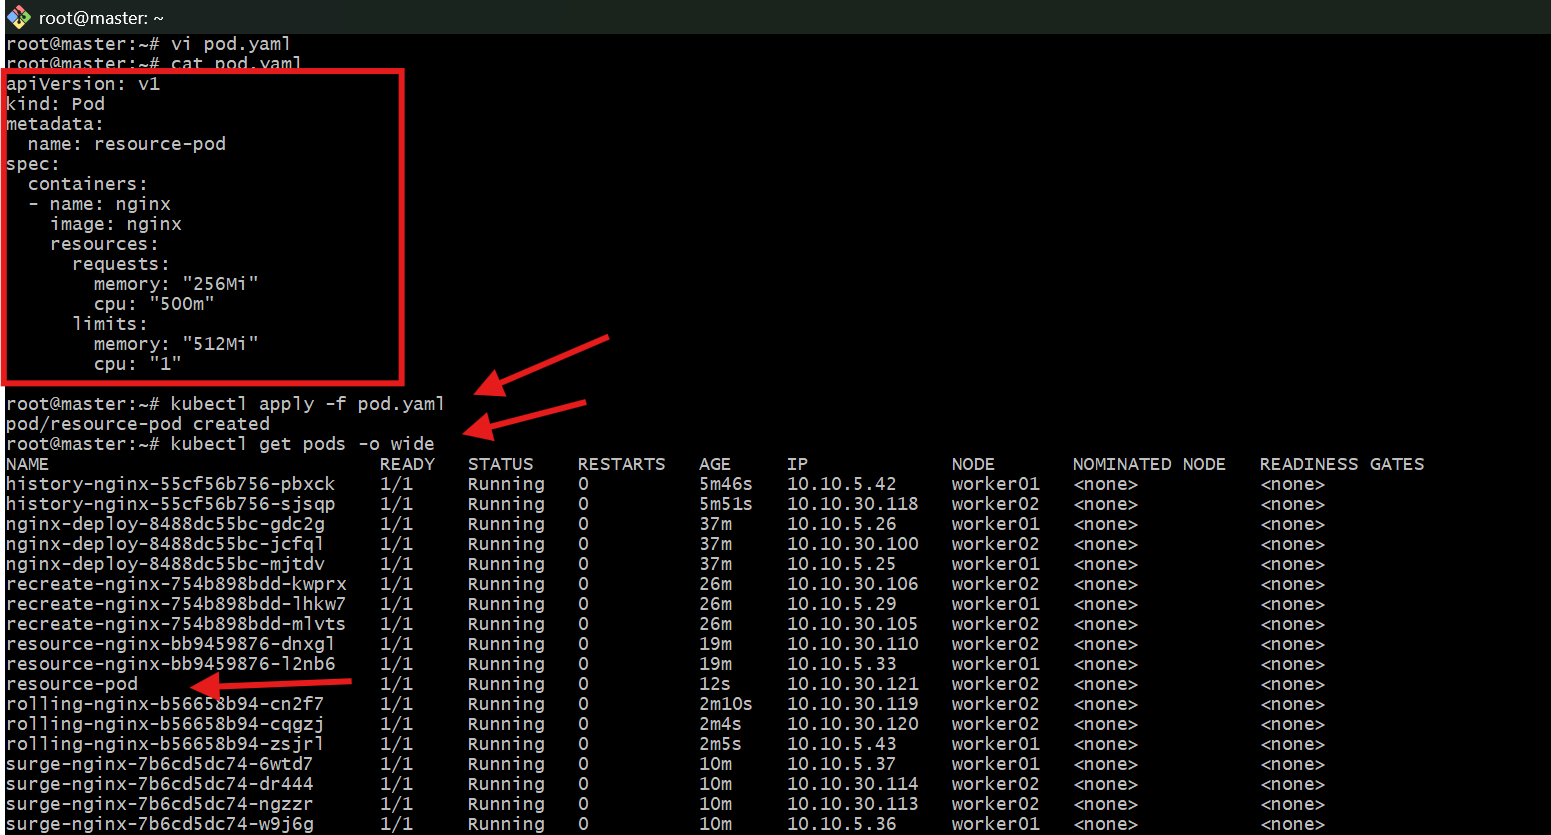 root@master: ~
root@master:~# vi pod.yaml
root@master:~# cat pod.yaml
apiVersion: v1
kind: Pod
metadata:
  name: resource-pod
spec:
  containers:
  - name: nginx
    image: nginx
    resources:
      requests:
        memory: "256Mi"
        cpu: "500m"
      limits:
        memory: "512Mi"
        cpu: "1"
root@master:~# kubectl apply -f pod.yaml
pod/resource-pod created
root@master:~# kubectl get pods -o wide
NAME                             READY   STATUS    RESTARTS   AGE     IP             NODE       NOMINATED NODE   READINESS GATES
history-nginx-55cf56b756-pbxck   1/1     Running   0          5m46s   10.10.5.42     worker01   <none>           <none>
history-nginx-55cf56b756-sjsqp   1/1     Running   0          5m51s   10.10.30.118   worker02   <none>           <none>
nginx-deploy-8488dc55bc-gdc2g    1/1     Running   0          37m     10.10.5.26     worker01   <none>           <none>
nginx-deploy-8488dc55bc-jcfql    1/1     Running   0          37m     10.10.30.100   worker02   <none>           <none>
nginx-deploy-8488dc55bc-mjtdv    1/1     Running   0          37m     10.10.5.25     worker01   <none>           <none>
recreate-nginx-754b898bdd-kwprx   1/1     Running   0          26m     10.10.30.106   worker02   <none>           <none>
recreate-nginx-754b898bdd-lhkw7   1/1     Running   0          26m     10.10.5.29     worker01   <none>           <none>
recreate-nginx-754b898bdd-mlvts   1/1     Running   0          26m     10.10.30.105   worker02   <none>           <none>
resource-nginx-bb9459876-dnxgl   1/1     Running   0          19m     10.10.30.110   worker02   <none>           <none>
resource-nginx-bb9459876-l2nb6   1/1     Running   0          19m     10.10.5.33     worker01   <none>           <none>
resource-pod                     1/1     Running   0          12s     10.10.30.121   worker02   <none>           <none>
rolling-nginx-b56658b94-cn2f7    1/1     Running   0          2m10s   10.10.30.119   worker02   <none>           <none>
rolling-nginx-b56658b94-cqgzj    1/1     Running   0          2m4s    10.10.30.120   worker02   <none>           <none>
rolling-nginx-b56658b94-zsjrl    1/1     Running   0          2m5s    10.10.5.43     worker01   <none>           <none>
surge-nginx-7b6cd5dc74-6wtd7     1/1     Running   0          10m     10.10.5.37     worker01   <none>           <none>
surge-nginx-7b6cd5dc74-dr444     1/1     Running   0          10m     10.10.30.114   worker02   <none>           <none>
surge-nginx-7b6cd5dc74-ngzzr     1/1     Running   0          10m     10.10.30.113   worker02   <none>           <none>
surge-nginx-7b6cd5dc74-w9j6g     1/1     Running   0          10m     10.10.5.36     worker01   <none>           <none>